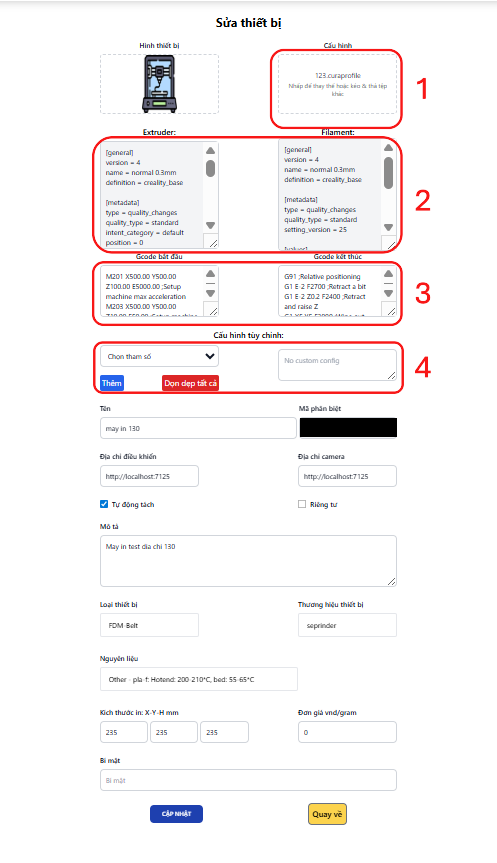 Sửa thiết bị
Hình thiết bị
Cấu hình
123.curaprofile
Nhấp để thay thế hoặc kéo & thả tệp
khác
1
Extruder:
Filament:
[general]
version = 4
name = normal 0.3mm
definition = creality_base
[metadata]
type = quality_changes
quality_type = standard
intent_category = default
position = 0
[general]
version = 4
name = normal 0.3mm
definition = creality_base
[metadata]
type = quality_changes
quality_type = standard
setting_version = 25
2
Gcode bắt đầu
Gcode kết thúc
M201 X500.00 Y500.00
Z100.00 E5000.00 ;Setup
machine max acceleration
M203 X500.00 Y500.00
G91 ;Relative positioning
G1 E-2 F2700 ;Retract a bit
G1 E-2 Z0.2 F2400 ;Retract
and raise Z
3
Cấu hình tùy chỉnh:
Chọn tham số
No custom config
Thêm
Dọn dẹp tất cả
4
Tên
Mã phân biệt
may in 130
Địa chỉ điều khiển
Địa chỉ camera
http://localhost:7125
http://localhost:7125
Tự động tách
Riêng tư
Mô tả
May in test dia chi 130
Loại thiết bị
Thương hiệu thiết bị
FDM-Belt
seprinder
Nguyên liệu
Other - pla-f: Hotend: 200-210°C, bed: 55-65°C
Kích thước in: X-Y-H mm
Đơn giá vnd/gram
235
235
235
0
Bí mật
Bí mật
CẬP NHẬT
Quay về